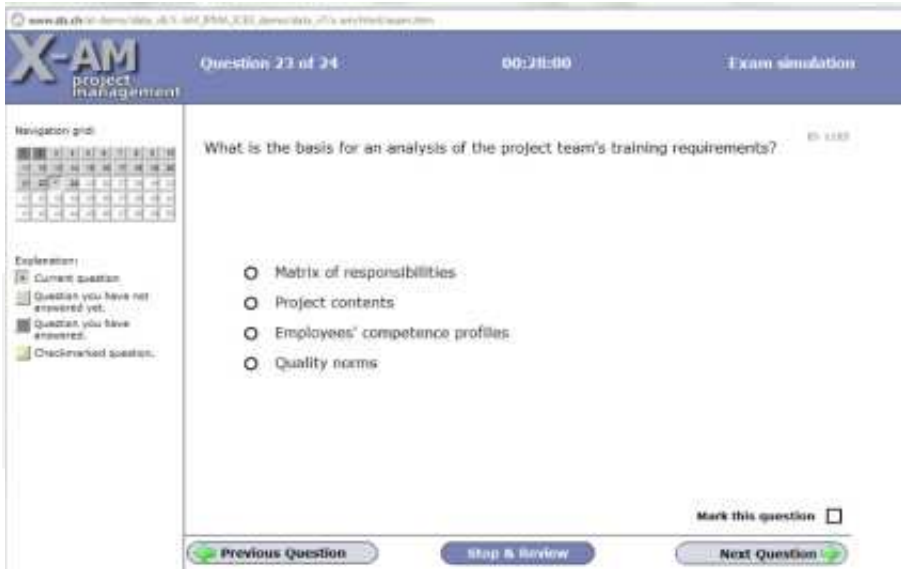 X-AM
project
management
Question 23 of 24
00:28:00
Exam simulation
Navigation grid:
What is the basis for an analysis of the project team's training requirements?
Explanation:
Current question
Question you have not
answered yet.
Question you have
answered.
Checkmarked question.
Matrix of responsibilities
Project contents
Employees' competence profiles
Quality norms
Mark this question
Previous Question
Stop & Review
Next Question